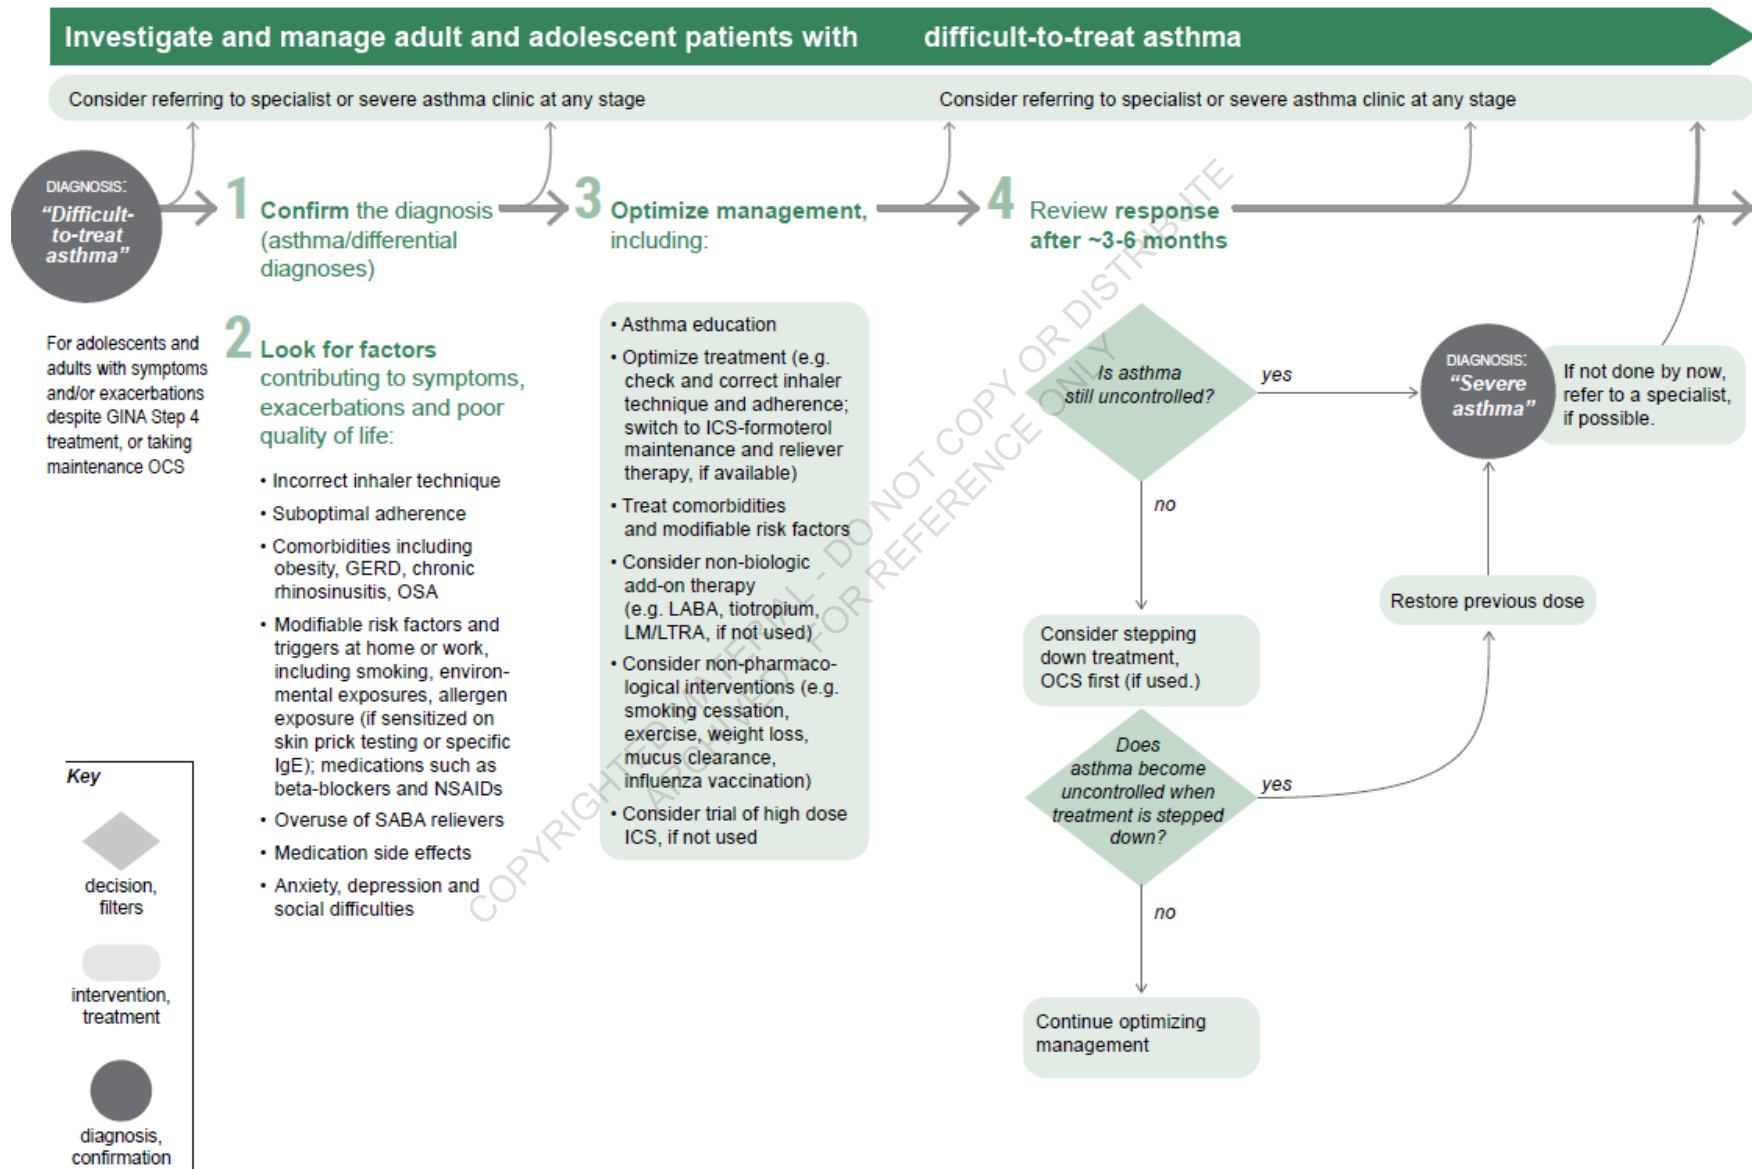 Investigate and manage adult and adolescent patients with difficult-to-treat asthma
Consider referring to specialist or severe asthma clinic at any stage
Consider referring to specialist or severe asthma clinic at any stage
DIAGNOSIS:
“Difficult-
to-treat
asthma”
For adolescents and
adults with symptoms
and/or exacerbations
despite GINA Step 4
treatment, or taking
maintenance OCS
1 Confirm the diagnosis
(asthma/differential
diagnoses)
2 Look for factors
contributing to symptoms,
exacerbations and poor
quality of life:
• Incorrect inhaler technique
• Suboptimal adherence
• Comorbidities including
obesity, GERD, chronic
rhinosinusitis, OSA
• Modifiable risk factors and
triggers at home or work,
including smoking, environ-
mental exposures, allergen
exposure (if sensitized on
skin prick testing or specific
IgE); medications such as
beta-blockers and NSAIDs
• Overuse of SABA relievers
• Medication side effects
• Anxiety, depression and
social difficulties
3 Optimize management,
including:
• Asthma education
• Optimize treatment (e.g.
check and correct inhaler
technique and adherence;
switch to ICS-formoterol
maintenance and reliever
therapy, if available)
• Treat comorbidities
and modifiable risk factors
• Consider non-biologic
add-on therapy
(e.g. LABA, tiotropium,
LM/LTRA, if not used)
• Consider non-pharmaco-
logical interventions (e.g.
smoking cessation,
exercise, weight loss,
mucus clearance,
influenza vaccination)
• Consider trial of high dose
ICS, if not used
4 Review response
after ~3-6 months
Is asthma
still uncontrolled?
yes
no
DIAGNOSIS:
“Severe
asthma”
If not done by now,
refer to a specialist,
if possible.
Consider stepping
down treatment,
OCS first (if used.)
Restore previous dose
Does
asthma become
uncontrolled when
treatment is stepped
down?
yes
no
Continue optimizing
management
Key
decision,
filters
intervention,
treatment
diagnosis,
confirmation
COPYRIGHTED MATERIAL - DO NOT COPY OR DISTRIBUTE
ARCHIVED - FOR REFERENCE ONLY